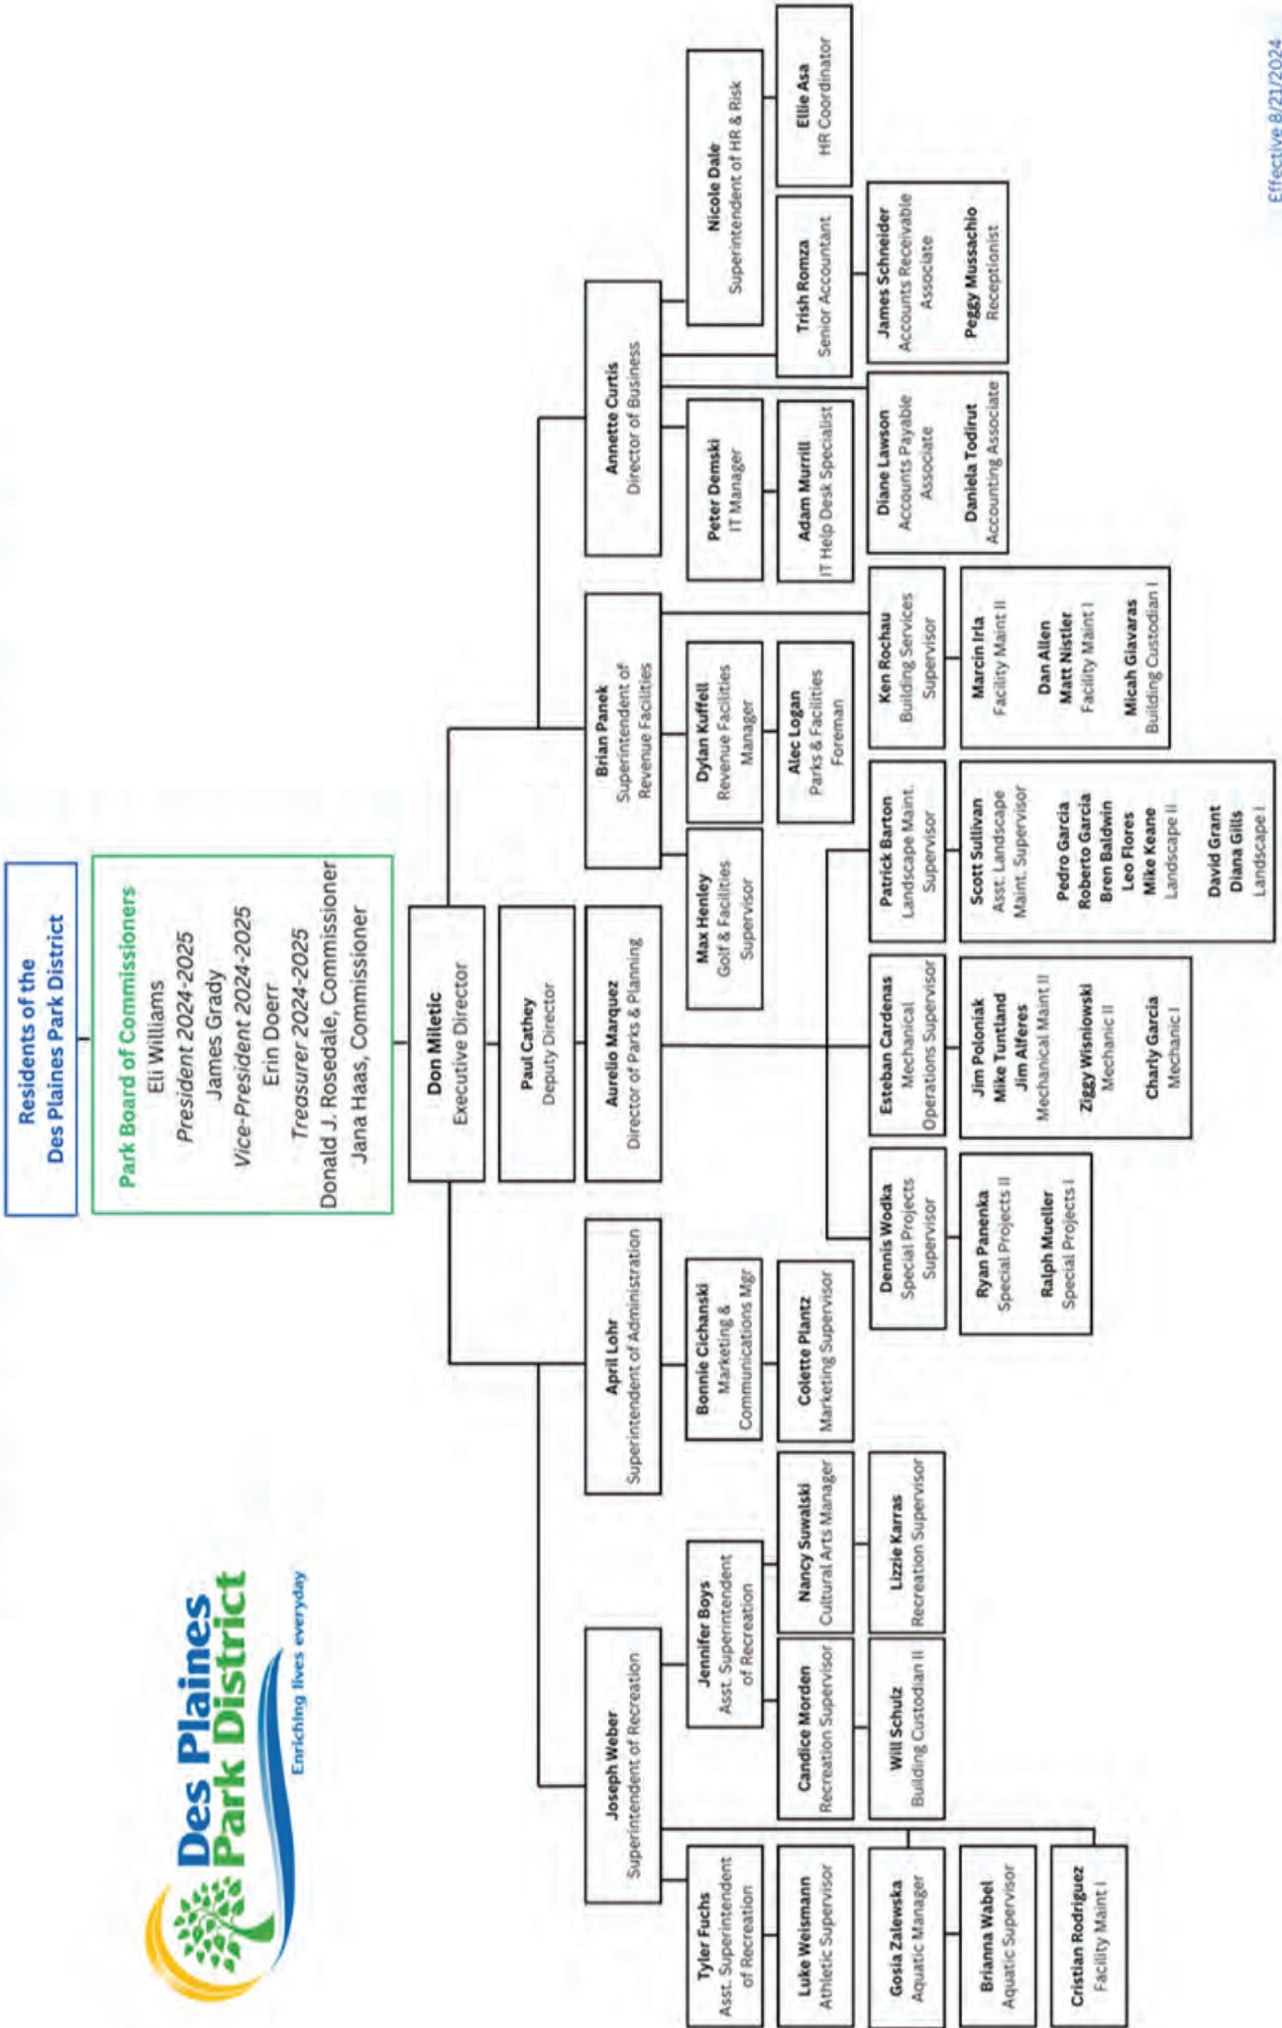 Residents of the
Des Plaines Park District
Park Board of Commissioners
Eli Williams
President 2024-2025
James Grady
Vice-President 2024-2025
Erin Doerr
Treasurer 2024-2025
Donald J. Rosedale, Commissioner
Jana Haas, Commissioner
Des Plaines
Park District
Enriching lives everyday
Don Miletic
Executive Director
Paul Cathey
Deputy Director
Joseph Weber
Superintendent of Recreation
April Lohr
Superintendent of Administration
Aurelio Marquez
Director of Parks & Planning
Brian Panek
Superintendent of
Revenue Facilities
Annette Curtis
Director of Business
Tyler Fuchs
Asst. Superintendent
of Recreation
Jennifer Boys
Asst. Superintendent
of Recreation
Bonnie Cichanski
Marketing &
Communications Mgr
Max Henley
Golf & Facilities
Supervisor
Dylan Kuffell
Revenue Facilities
Manager
Peter Demski
IT Manager
Nicole Dale
Superintendent of HR & Risk
Luke Weismann
Athletic Supervisor
Candice Morden
Recreation Supervisor
Nancy Suwalski
Cultural Arts Manager
Colette Plantz
Marketing Supervisor
Alec Logan
Parks & Facilities
Foreman
Adam Murrill
IT Help Desk Specialist
Trish Romza
Senior Accountant
Ellie Asa
HR Coordinator
Gosia Zalewska
Aquatic Manager
Will Schulz
Building Custodian II
Lizzie Karras
Recreation Supervisor
Dennis Wodka
Special Projects
Supervisor
Esteban Cardenas
Mechanical
Operations Supervisor
Patrick Barton
Landscape Maint.
Supervisor
Ken Rochau
Building Services
Supervisor
Diane Lawson
Accounts Payable
Associate
Daniela Todirut
Accounting Associate
James Schneider
Accounts Receivable
Associate
Peggy Mussachio
Receptionist
Brianna Wabel
Aquatic Supervisor
Ryan Panenka
Special Projects II
Ralph Mueller
Special Projects I
Jim Poloniak
Mike Tuntland
Jim Alferes
Mechanical Maint II
Ziggy Wisniowski
Mechanic II
Charly Garcia
Mechanic I
Scott Sullivan
Asst. Landscape
Maint. Supervisor
Pedro Garcia
Roberto Garcia
Bren Baldwin
Leo Flores
Mike Keane
Landscape II
David Grant
Diana Gills
Landscape I
Marcin Irla
Facility Maint II
Dan Allen
Matt Nistler
Facility Maint I
Micah Giavaras
Building Custodian I
Cristian Rodriguez
Facility Maint I
Effective 8/21/2024